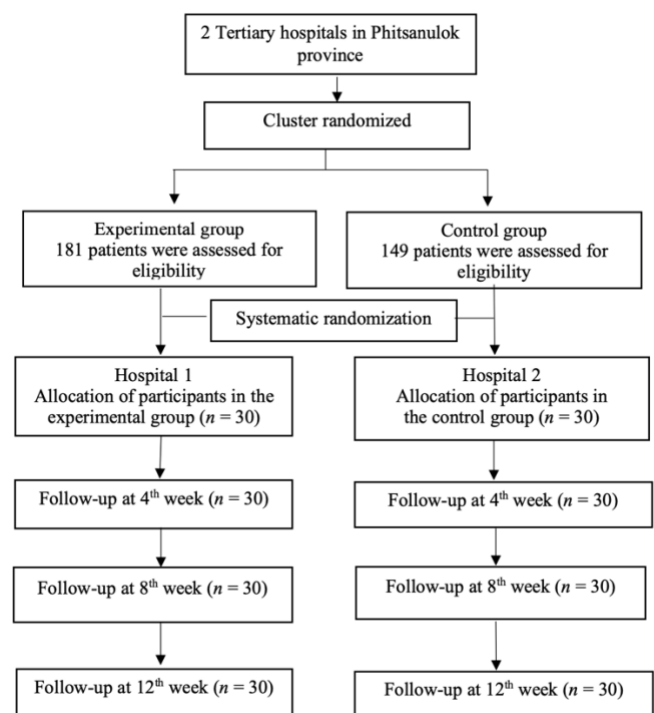 2 Tertiary hospitals in Phitsanulok
province
Cluster randomized
Experimental group
181 patients were assessed for
eligibility
Control group
149 patients were assessed for
eligibility
Systematic randomization
Hospital 1
Allocation of participants in the
experimental group (n = 30)
Hospital 2
Allocation of participants in
the control group (n = 30)
Follow-up at 4th week (n = 30)
Follow-up at 4th week (n = 30)
Follow-up at 8th week (n = 30)
Follow-up at 8th week (n = 30)
Follow-up at 12th week (n = 30)
Follow-up at 12th week (n = 30)